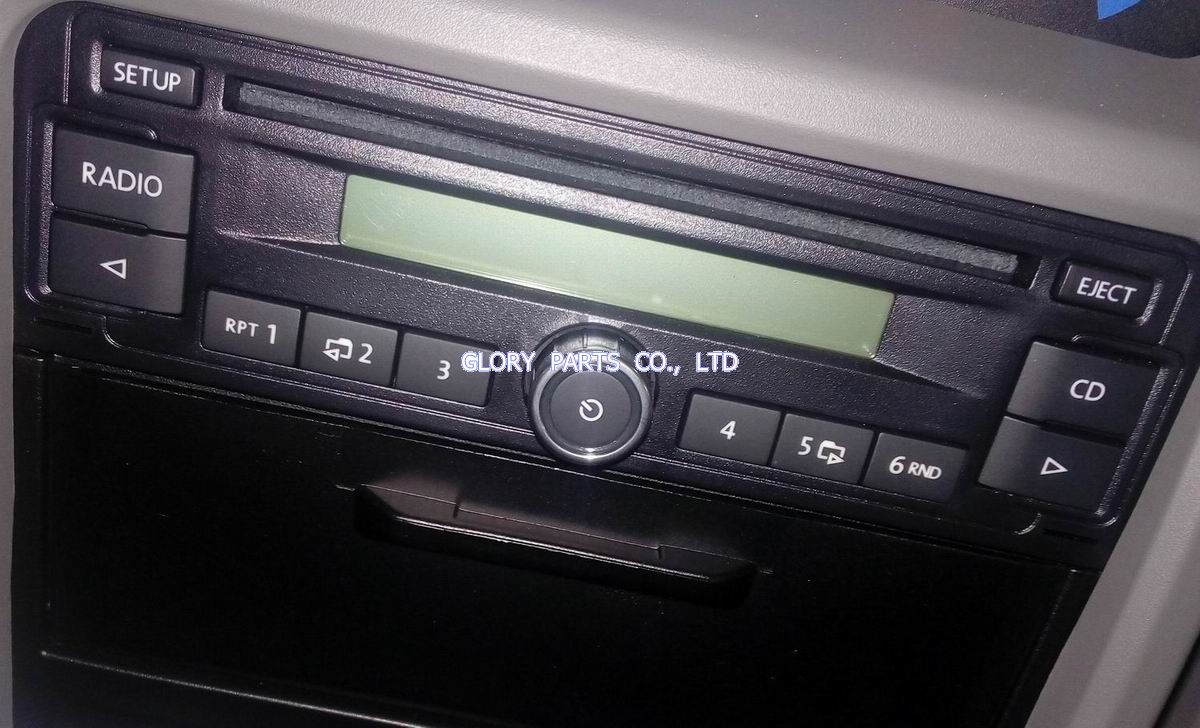 SETUP
RADIO
EJECT
RPT 1
2
3
GLORY PARTS CO., LTD
CD
4
5
6 RND